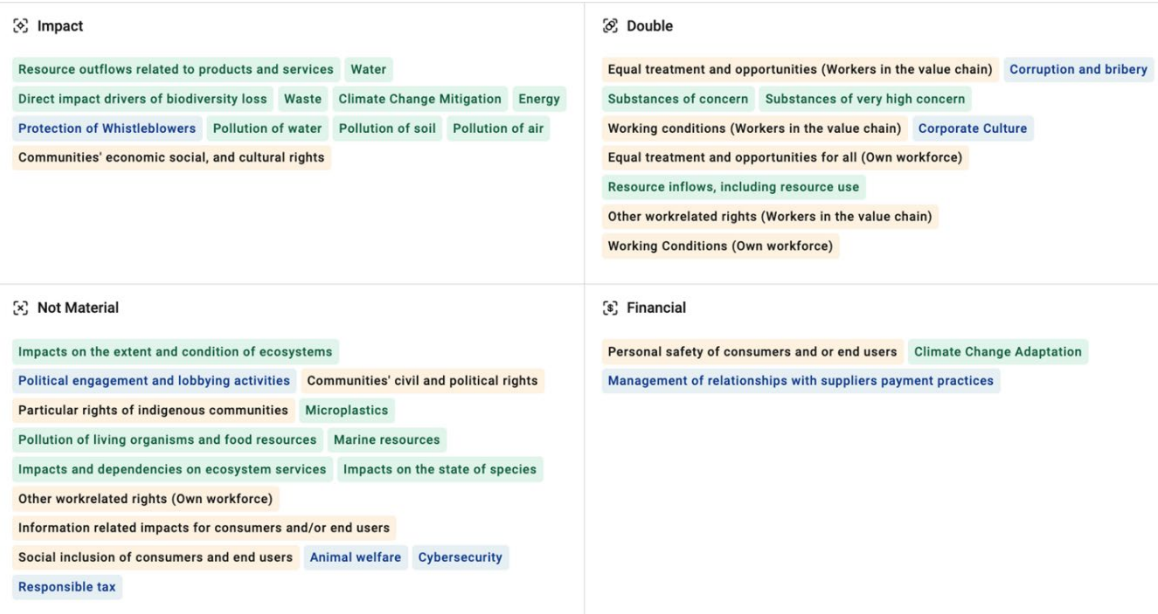 Impact
Resource outflows related to products and services Water
Direct impact drivers of biodiversity loss Waste Climate Change Mitigation Energy
Protection of Whistleblowers Pollution of water Pollution of soil Pollution of air
Communities' economic social, and cultural rights
Double
Equal treatment and opportunities (Workers in the value chain) Corruption and bribery
Substances of concern Substances of very high concern
Working conditions (Workers in the value chain) Corporate Culture
Equal treatment and opportunities for all (Own workforce)
Resource inflows, including resource use
Other workrelated rights (Workers in the value chain)
Working Conditions (Own workforce)
Not Material
Impacts on the extent and condition of ecosystems
Political engagement and lobbying activities Communities' civil and political rights
Particular rights of indigenous communities Microplastics
Pollution of living organisms and food resources Marine resources
Impacts and dependencies on ecosystem services Impacts on the state of species
Other workrelated rights (Own workforce)
Information related impacts for consumers and/or end users
Social inclusion of consumers and end users Animal welfare Cybersecurity
Responsible tax
Financial
Personal safety of consumers and or end users Climate Change Adaptation
Management of relationships with suppliers payment practices